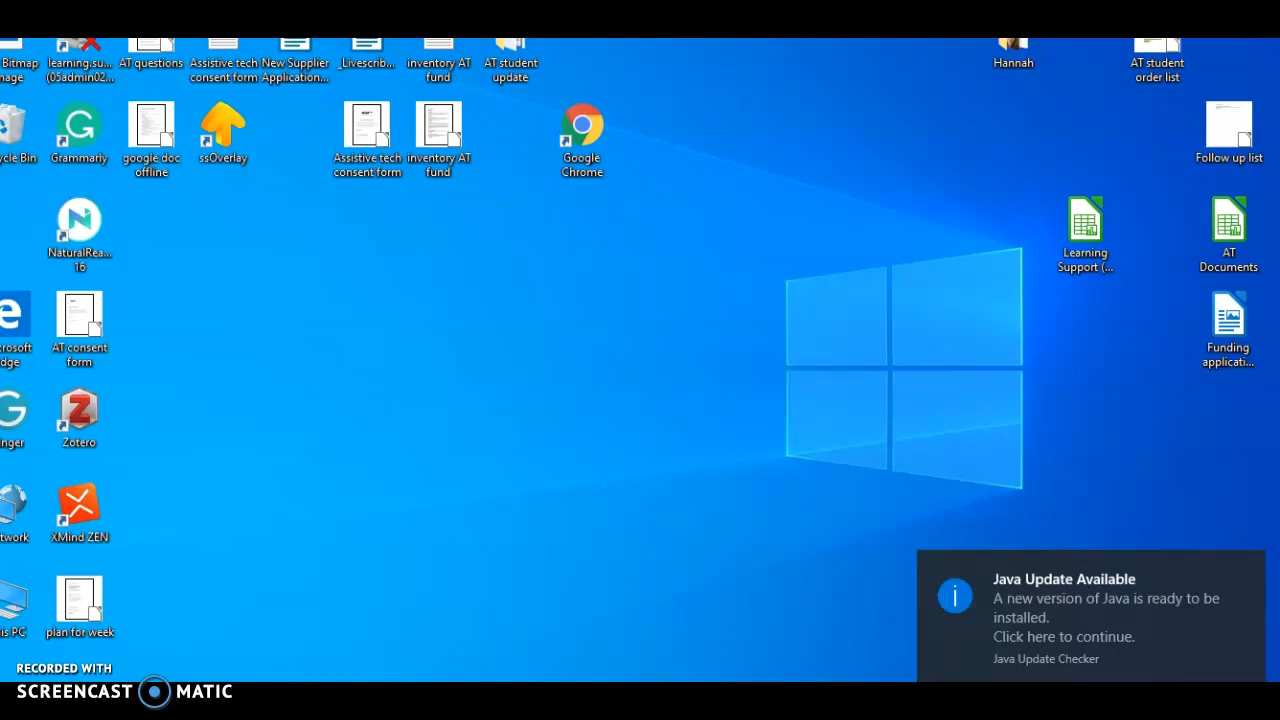 Bitmap
mage
learning.su...
(05admin02...
AT questions
Assistive tech
consent form
New Supplier
Application...
_Livescrib...
inventory AT
fund
AT student
update
Hannah
AT student
order list
cycle Bin
Grammarly
google doc
offline
ssOverlay
Assistive tech
consent form
inventory AT
fund
Google
Chrome
Follow up list
NaturalRea...
16
Learning
Support (...
AT
Documents
crosoft
dge
AT consent
form
Funding
applicati...
inger
Zotero
twork
XMind ZEN
is PC
plan for week
Java Update Available
A new version of Java is ready to be
installed.
Click here to continue.
Java Update Checker
RECORDED WITH
SCREENCAST MATIC